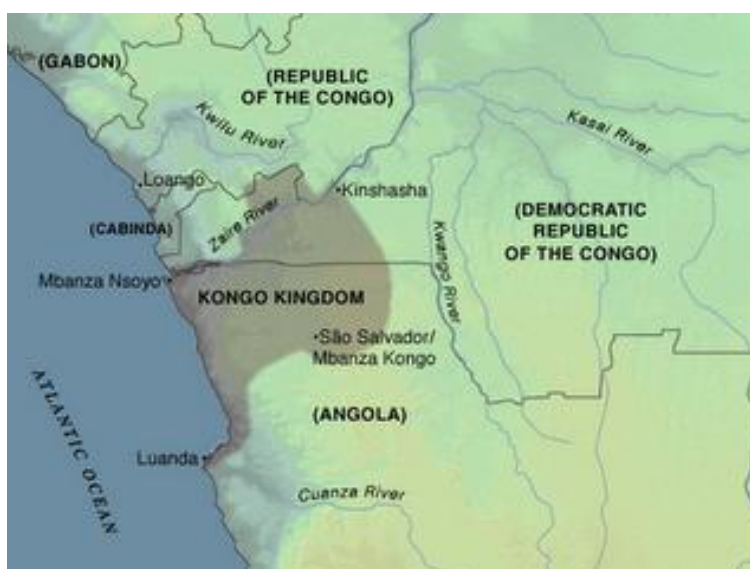 (GABON)
(REPUBLIC
OF THE CONGO)
Kwilu River
Kasai River
Loango
Kinshasha
(CABINDA)
Zaire River
(DEMOCRATIC
REPUBLIC
OF THE CONGO)
Kwango River
Mbanza Nsoyo
KONGO KINGDOM
São Salvador/
Mbanza Kongo
ATLANTIC OCEAN
(ANGOLA)
Luanda
Cuanza River